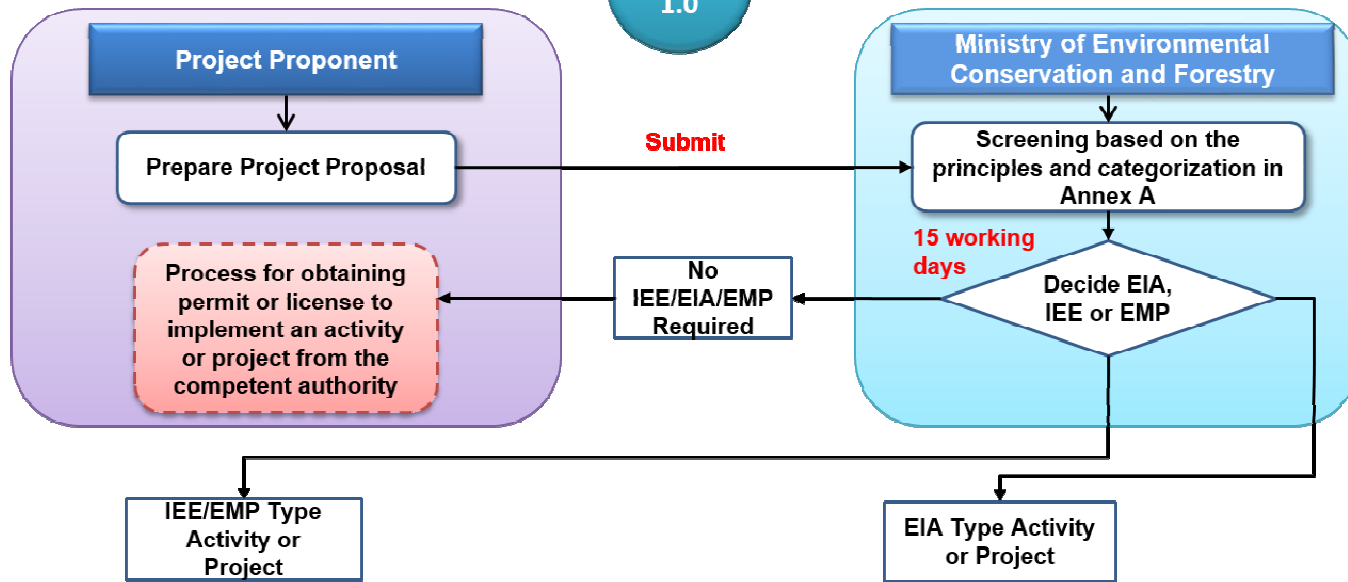 1.0
Project Proponent
Ministry of Environmental
Conservation and Forestry
Prepare Project Proposal
Submit
Screening based on the
principles and categorization in
Annex A
15 working
days
Process for obtaining
permit or license to
implement an activity
or project from the
competent authority
No
IEE/EIA/EMP
Required
Decide EIA,
IEE or EMP
IEE/EMP Type
Activity or
Project
EIA Type Activity
or Project